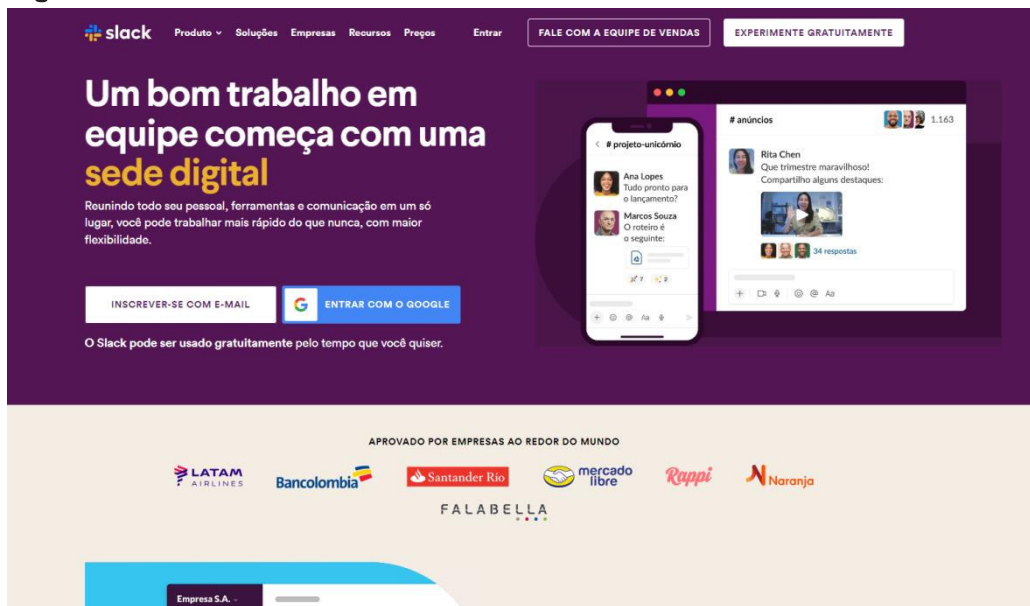 slack
Produto
Soluções
Empresas
Recursos
Preços
Entrar
FALE COM A EQUIPE DE VENDAS
EXPERIMENTE GRATUITAMENTE
Um bom trabalho em
equipe começa com uma
sede digital
Reunindo todo seu pessoal, ferramentas e comunicação em um só
lugar, você pode trabalhar mais rápido do que nunca, com maior
flexibilidade.
INSCREVER-SE COM E-MAIL
G ENTRAR COM O GOOGLE
O Slack pode ser usado gratuitamente pelo tempo que você quiser.
# projeto-unicórnio
Ana Lopes
Tudo pronto para
o lançamento?
Marcos Souza
O roteiro é
o seguinte:
7
2
Aa
# anúncios
1.163
Rita Chen
Que trimestre maravilhoso!
Compartilho alguns destaques:
34 respostas
Aa
APROVADO POR EMPRESAS AO REDOR DO MUNDO
LATAM
AIRLINES
Bancolombia
Santander Río
mercado
libre
Rappi
Naranja
FALABELLA
Empresa S.A.